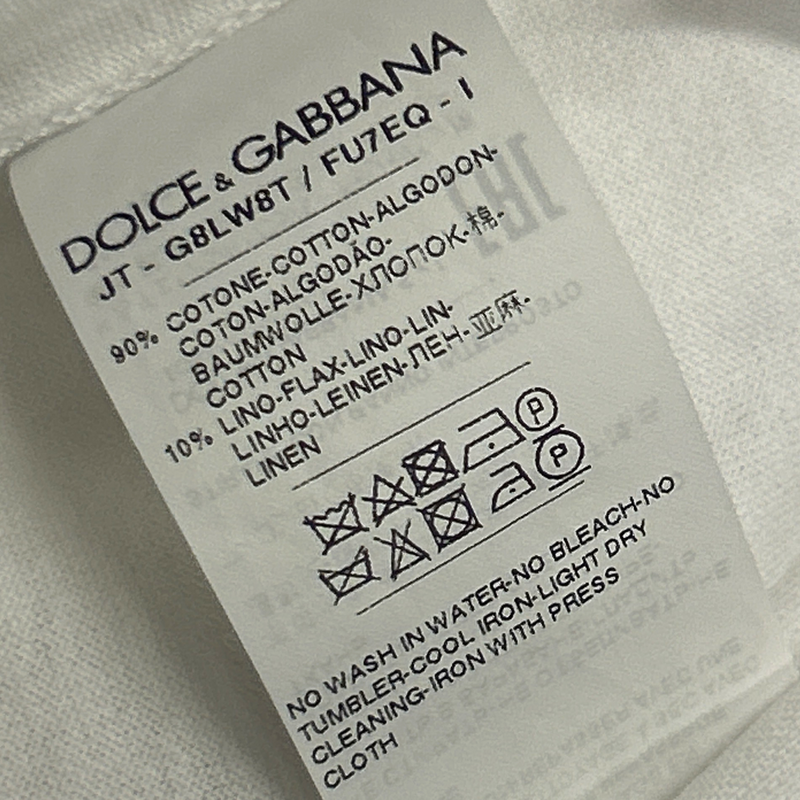 DOLCE & GABBANA
JT - G8LW8T / FU7EQ - I
90% COTONE-COTTON-ALGODON-
COTON-ALGODÃO-
BAUMWOLLE-ХЛОПОК-棉-
COTTON
10% LINO-FLAX-LINO-LIN-
LINHO-LEINEN-ЛЕН-亚麻-
LINEN
P
P
NO WASH IN WATER-NO BLEACH-NO
TUMBLER-COOL IRON-LIGHT DRY
CLEANING-IRON WITH PRESS
CLOTH